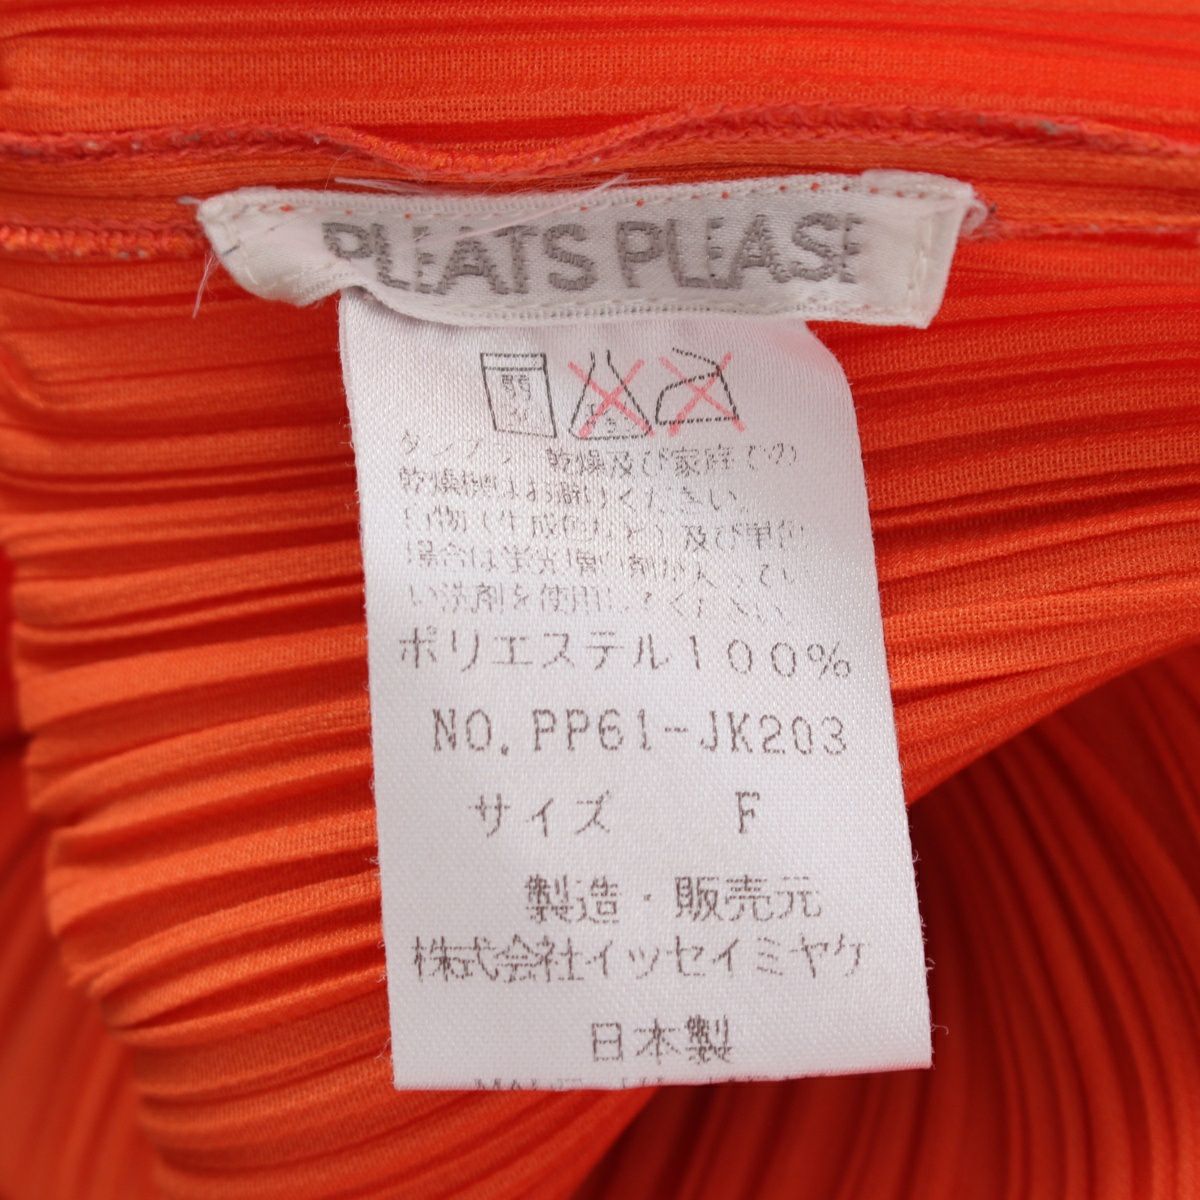 PLEATS PLEASE
弱
タンブラー乾燥及び家庭での
乾燥機はお避けください。
白物（生成色など）及び単色
場合は蛍光増白剤が入ってい
い洗剤を使用してください。
ポリエステル100%
NO.PP61-JK203
サイズ F
製造・販売元
株式会社イッセイミヤケ
日本製